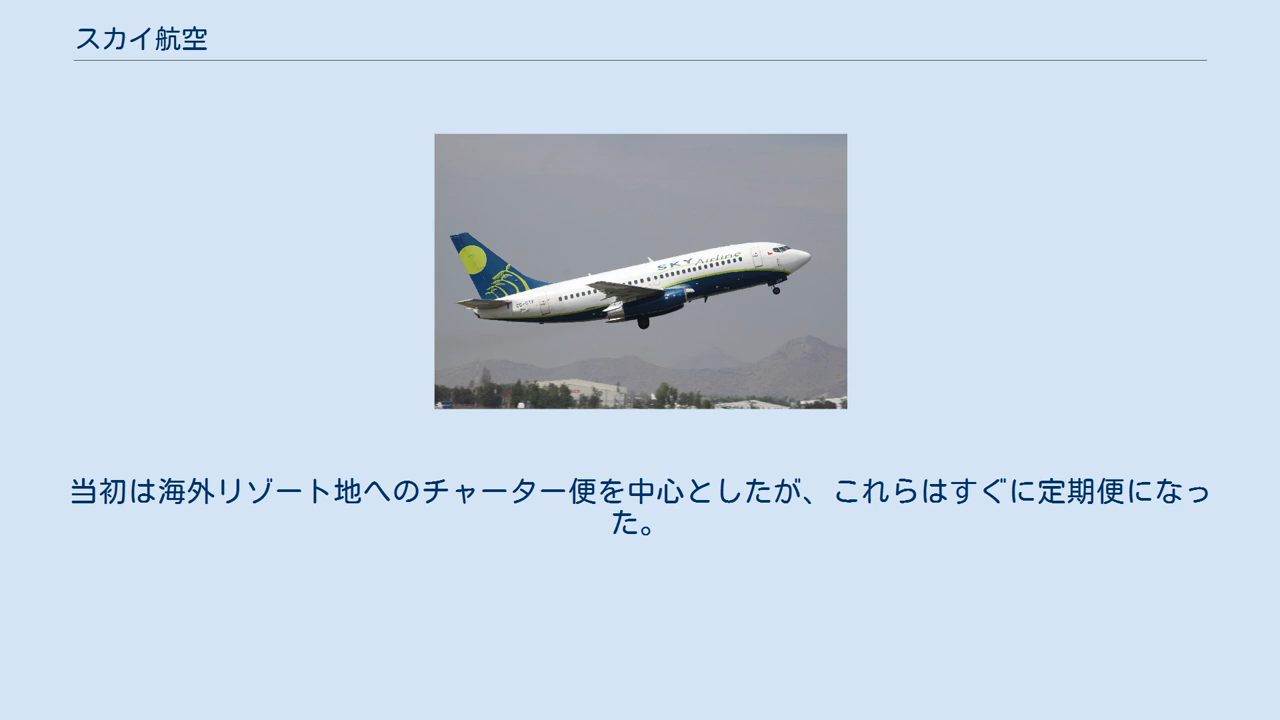 スカイ航空
SKY Airline
当初は海外リゾート地へのチャーター便を中心としたが、これらはすぐに定期便になっ
た。